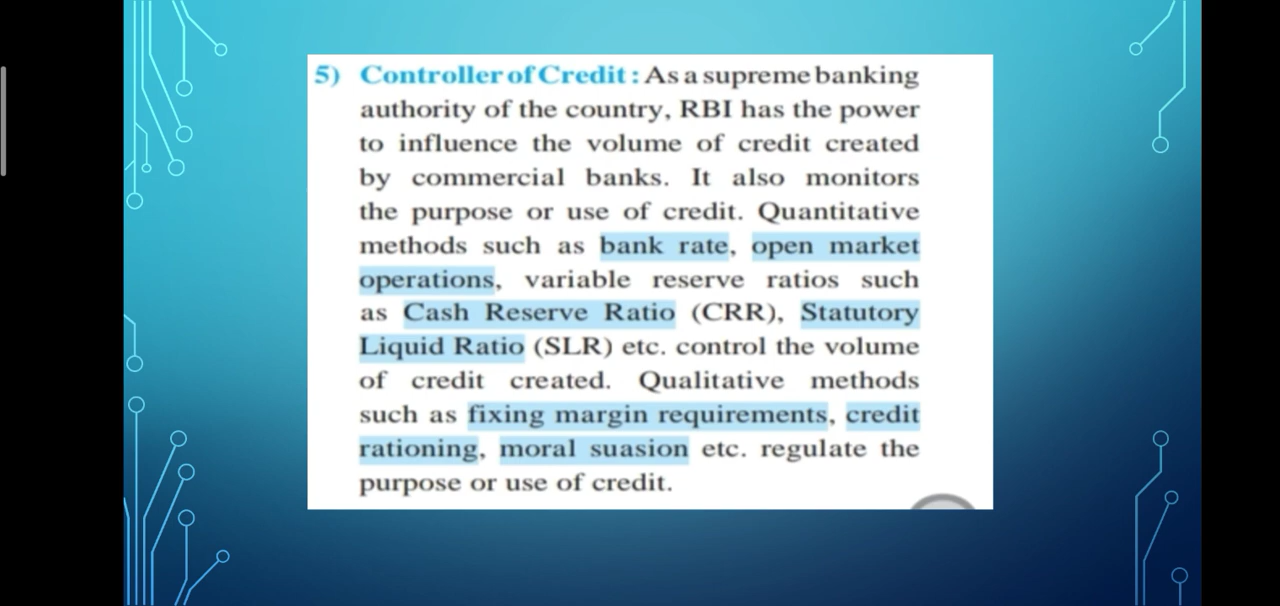 5) Controller of Credit : As a supreme banking
authority of the country, RBI has the power
to influence the volume of credit created
by commercial banks. It also monitors
the purpose or use of credit. Quantitative
methods such as bank rate, open market
operations, variable reserve ratios such
as Cash Reserve Ratio (CRR), Statutory
Liquid Ratio (SLR) etc. control the volume
of credit created. Qualitative methods
such as fixing margin requirements, credit
rationing, moral suasion etc. regulate the
purpose or use of credit.